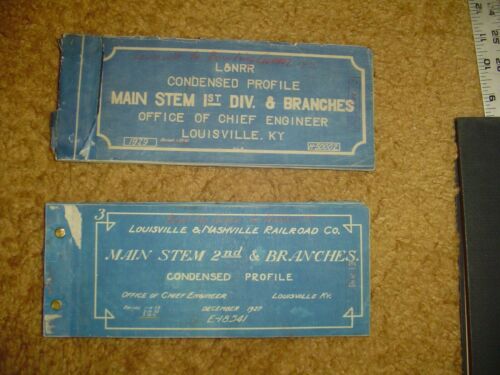 L&NRR
CONDENSED PROFILE
MAIN STEM 1ST DIV. & BRANCHES
OFFICE OF CHIEF ENGINEER
LOUISVILLE, KY.
1929
3
LOUISVILLE & NASHVILLE RAILROAD CO.
MAIN STEM 2nd & BRANCHES.
CONDENSED PROFILE
OFFICE OF CHIEF ENGINEER LOUISVILLE KY.
DECEMBER 1927
E-18541